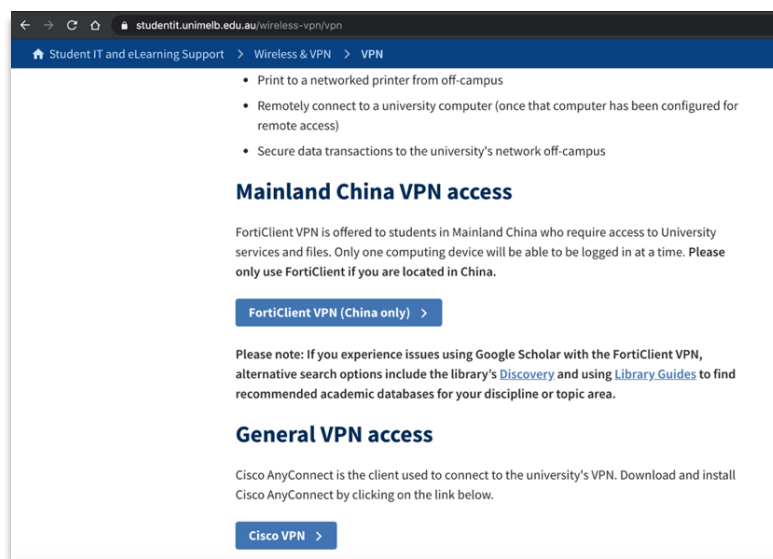 studentit.unimelb.edu.au/wireless-vpn/vpn
Student IT and eLearning Support > Wireless & VPN > VPN
• Print to a networked printer from off-campus
• Remotely connect to a university computer (once that computer has been configured for
remote access)
• Secure data transactions to the university's network off-campus
Mainland China VPN access
FortiClient VPN is offered to students in Mainland China who require access to University
services and files. Only one computing device will be able to be logged in at a time. Please
only use FortiClient if you are located in China.
FortiClient VPN (China only) >
Please note: If you experience issues using Google Scholar with the FortiClient VPN,
alternative search options include the library’s Discovery and using Library Guides to find
recommended academic databases for your discipline or topic area.
General VPN access
Cisco AnyConnect is the client used to connect to the university's VPN. Download and install
Cisco AnyConnect by clicking on the link below.
Cisco VPN >